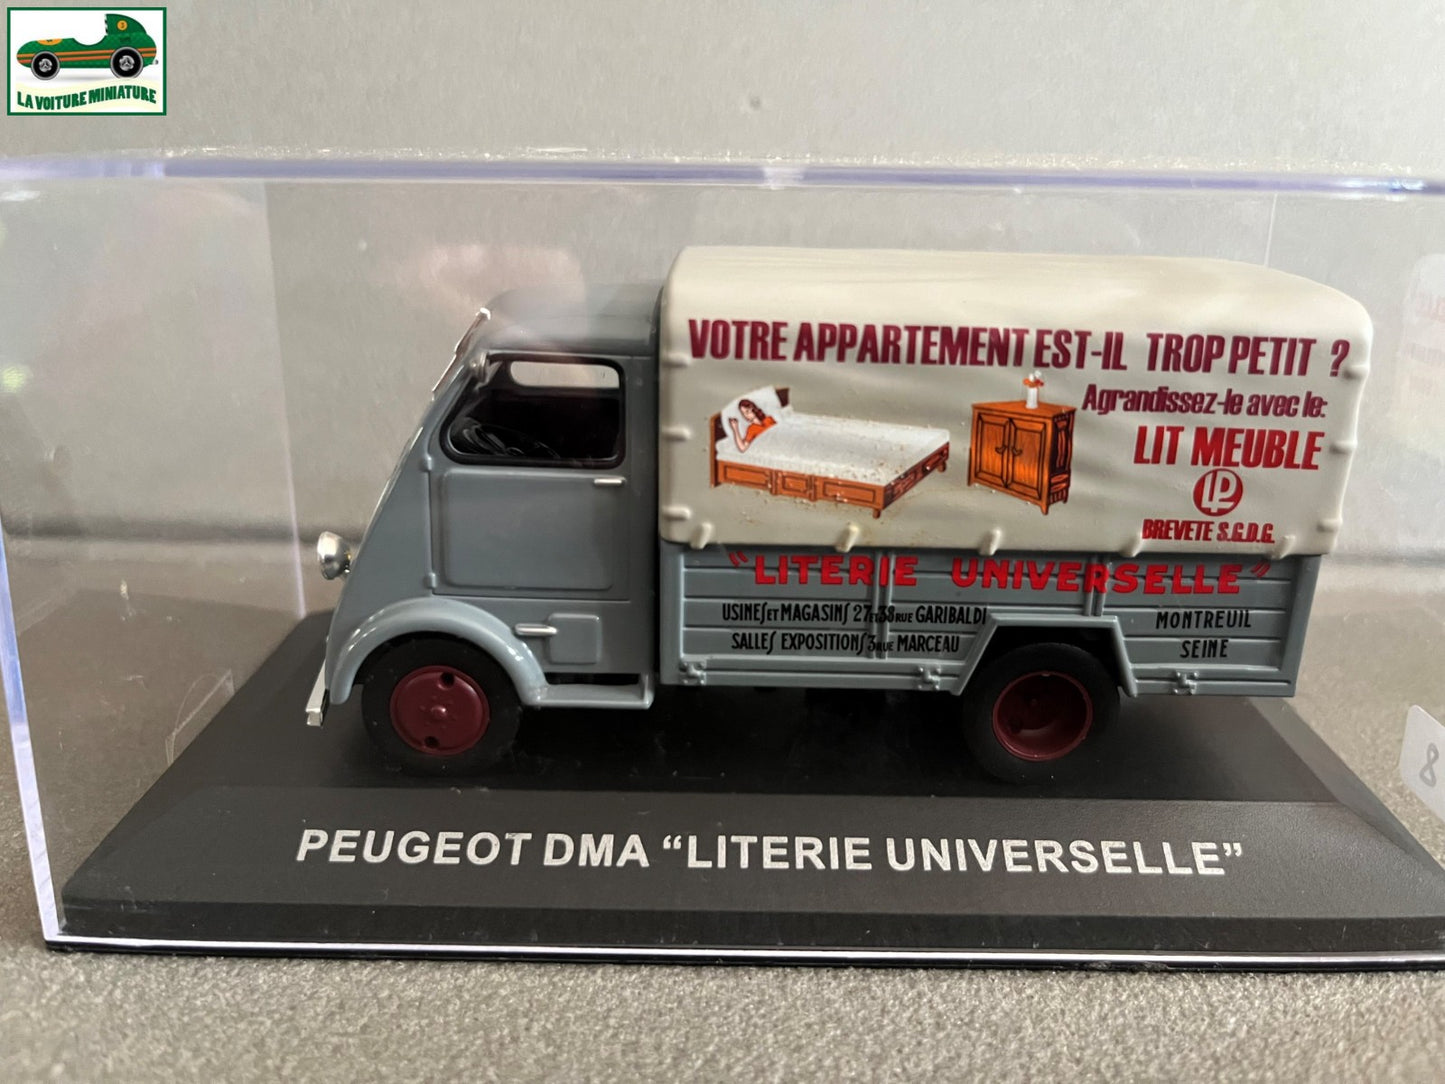 3
LA VOITURE MINIATURE
VOTRE APPARTEMENT EST-IL TROP PETIT ?
Agrandissez-le avec le:
LIT MEUBLE
LP
BREVETE S.G.D.G.
"LITERIE UNIVERSELLE"
USINES ET MAGASINS 27 ET 38 RUE GARIBALDI
MONTREUIL
SALLES EXPOSITIONS 3 RUE MARCEAU
SEINE
8
PEUGEOT DMA “LITERIE UNIVERSELLE”